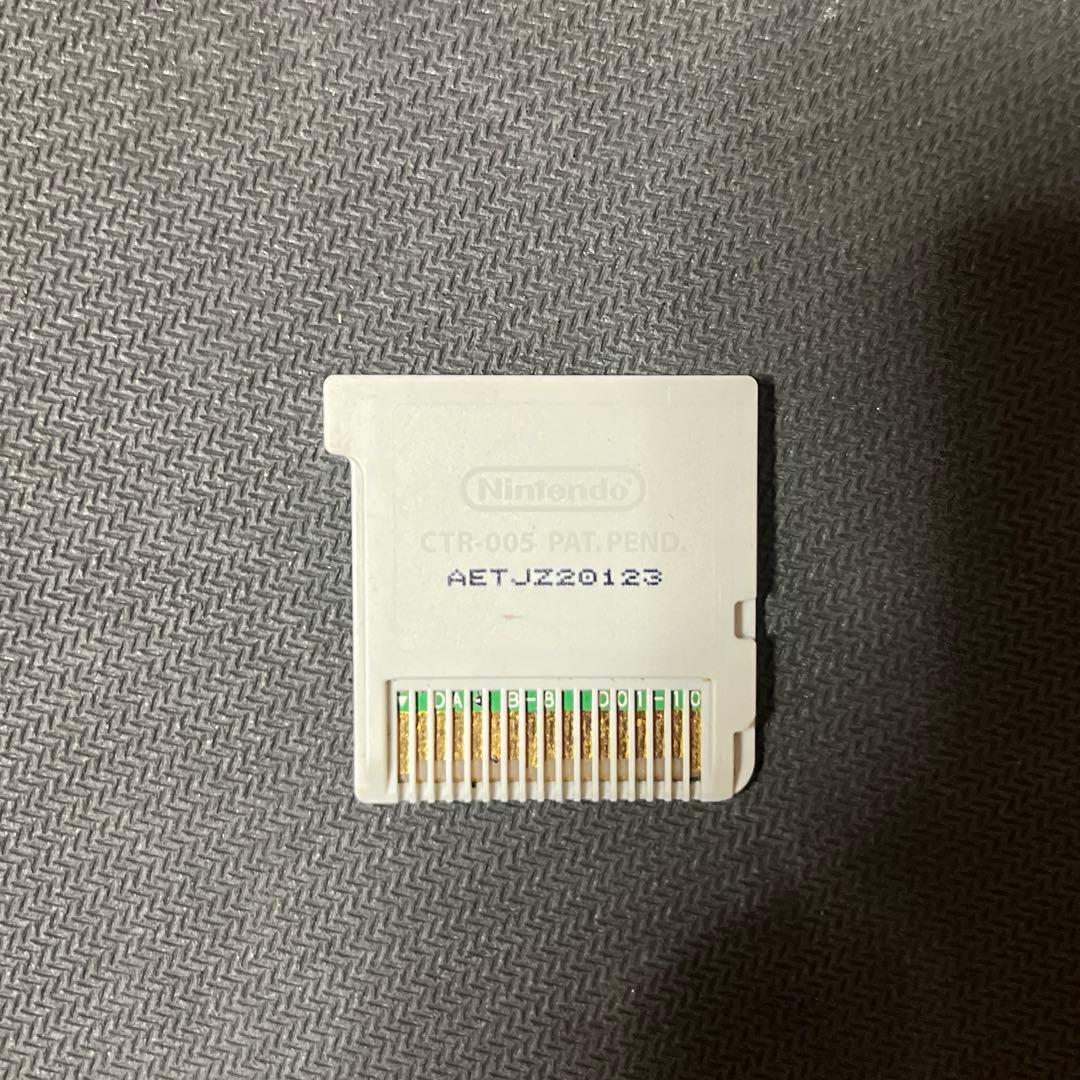 Nintendo
CTR-005 PAT. PEND.
AETJZ20123